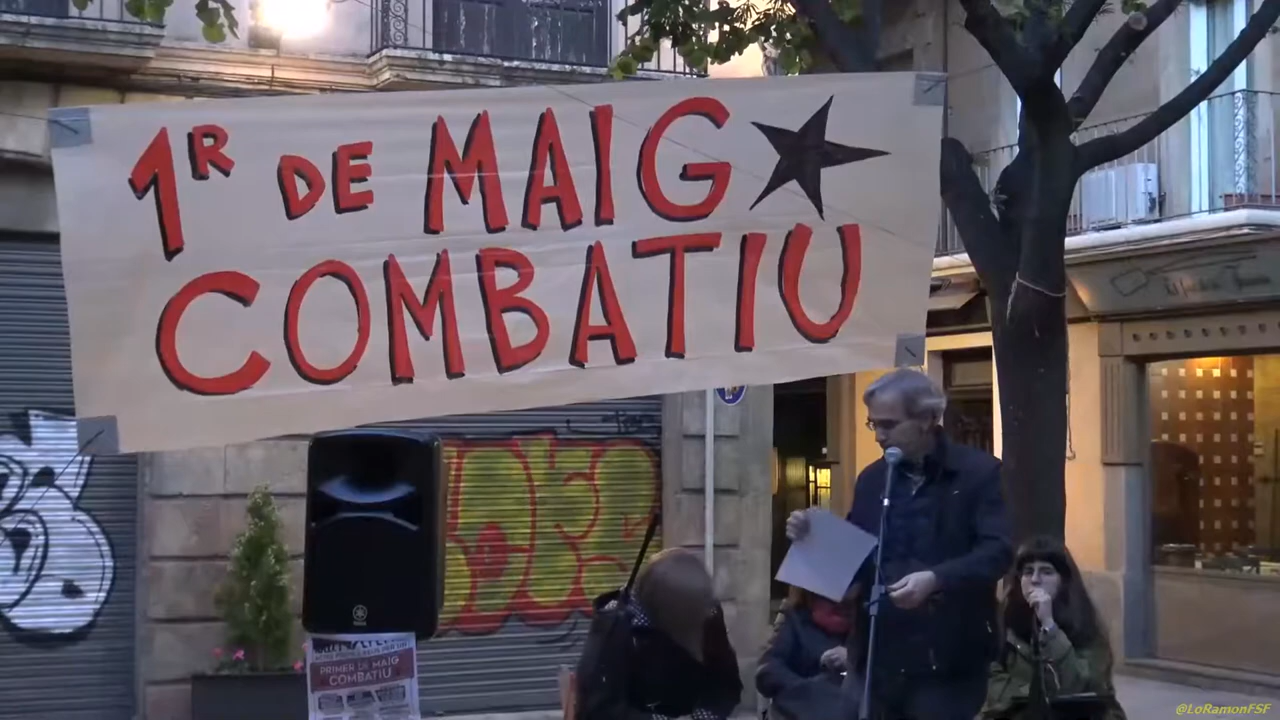 1R DE MAIG
COMBATIU
PRIMER DE MAIG
COMBATIU
@LoRamonFSF